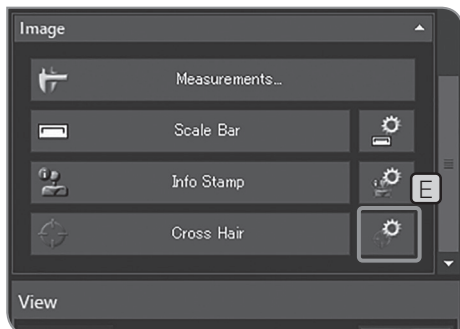 Image
Measurements...
Scale Bar
Info Stamp
E
Cross Hair
View